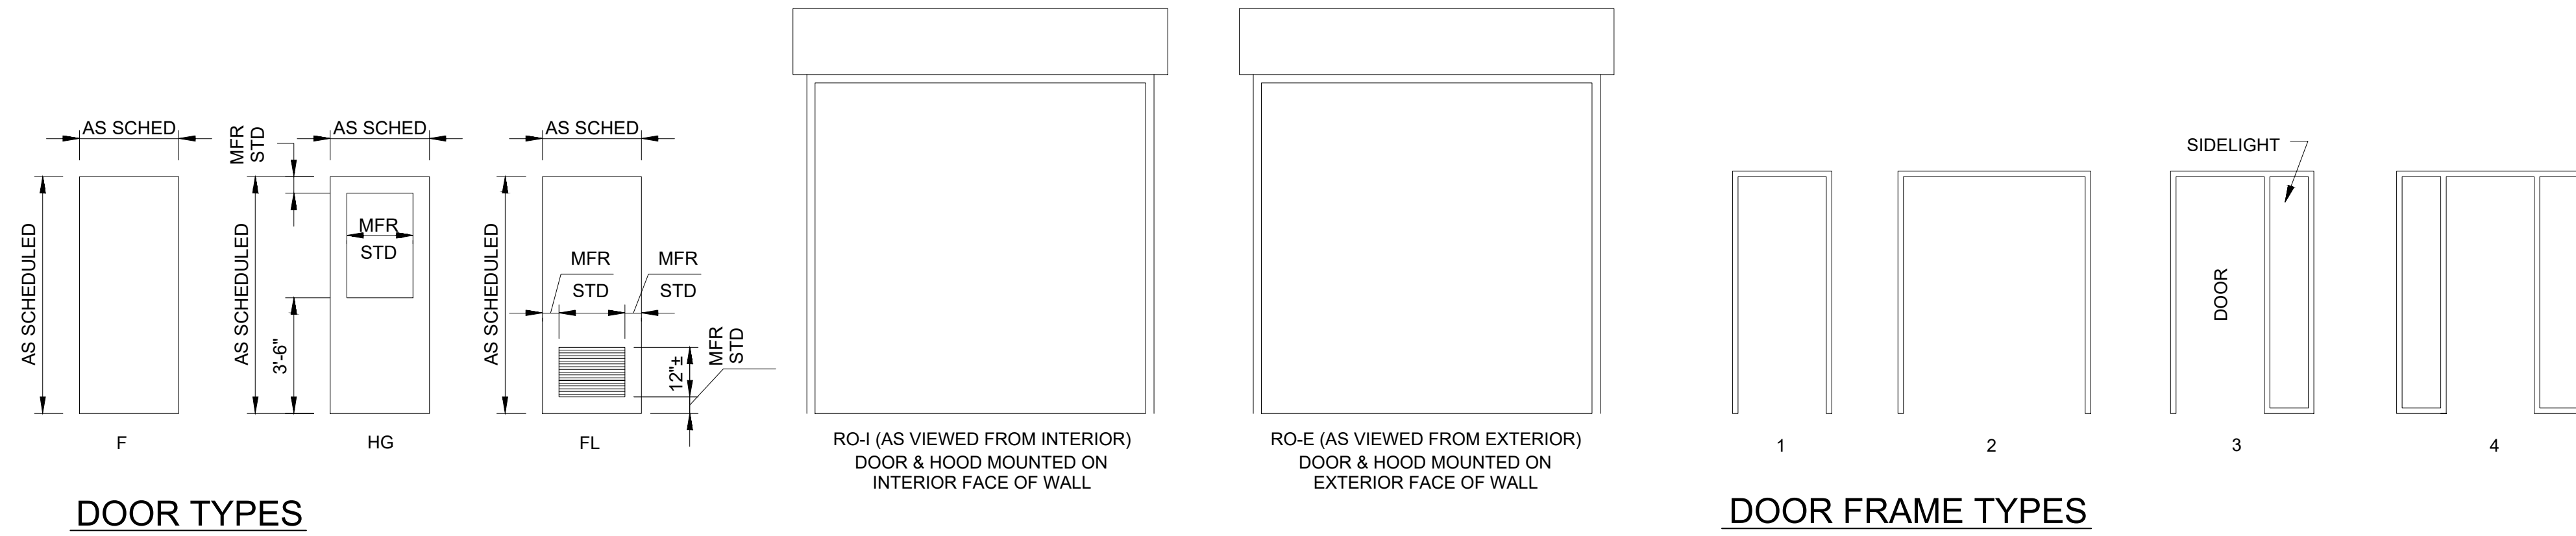 AS SCHED
AS SCHEDULED
F
MFR
STD
AS SCHED
AS SCHEDULED
MFR
STD
3'-6"
HG
AS SCHED
AS SCHEDULED
MFR
STD
MFR
STD
12"±
MFR
STD
FL
DOOR TYPES
RO-I (AS VIEWED FROM INTERIOR)
DOOR & HOOD MOUNTED ON
INTERIOR FACE OF WALL
RO-E (AS VIEWED FROM EXTERIOR)
DOOR & HOOD MOUNTED ON
EXTERIOR FACE OF WALL
1
2
SIDELIGHT
DOOR
3
4
DOOR FRAME TYPES